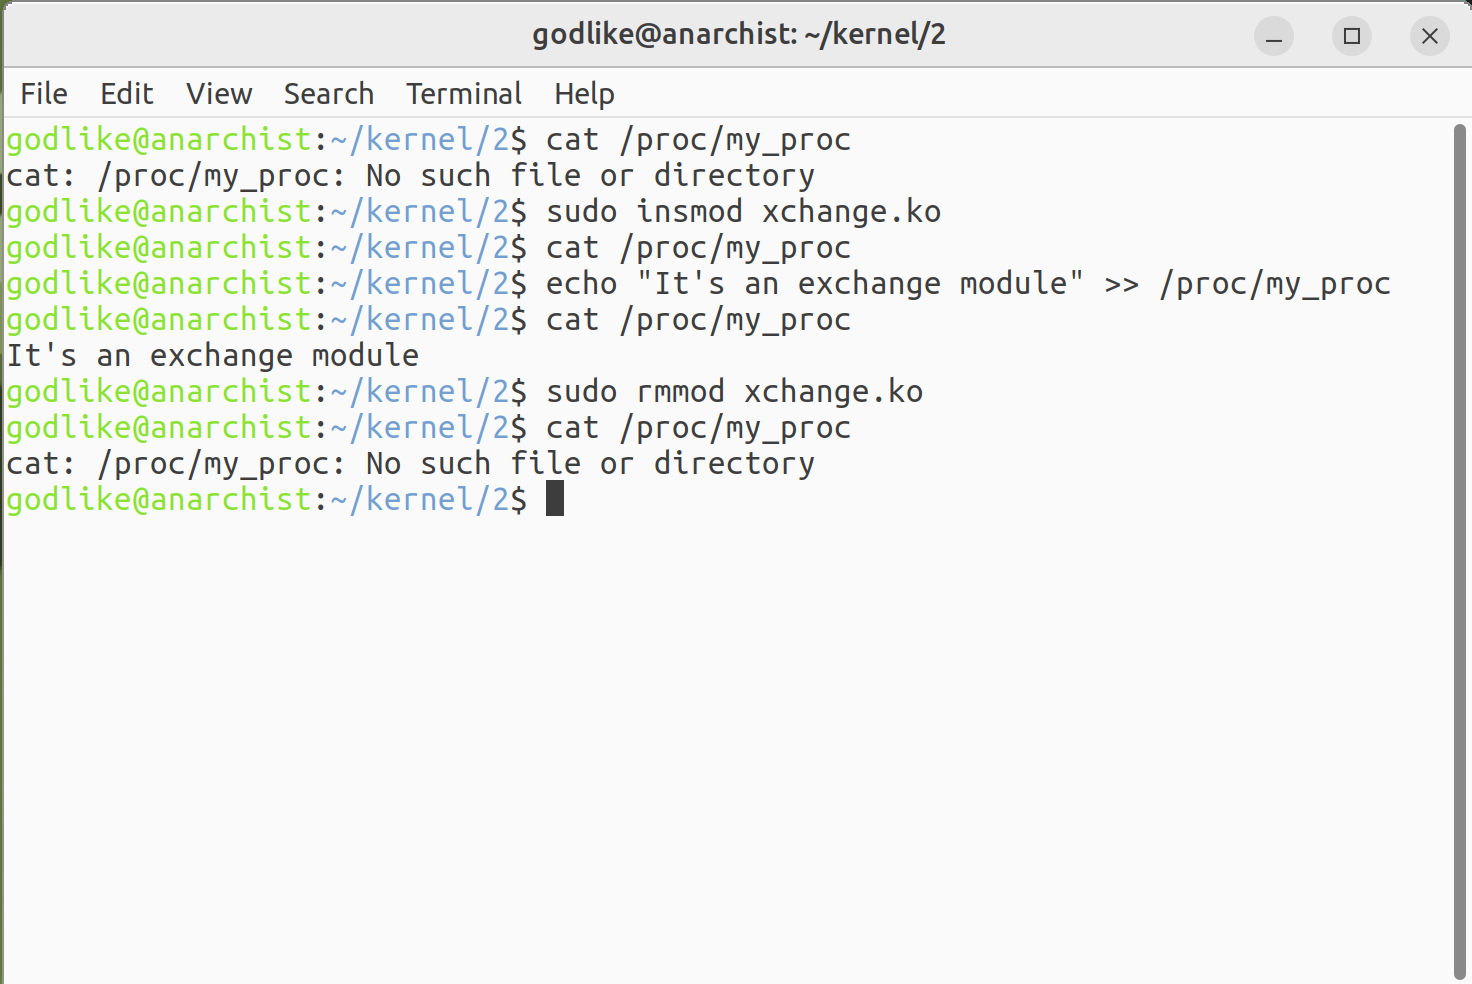 godlike@anarchist: ~/kernel/2
File Edit View Search Terminal Help
godlike@anarchist:~/kernel/2$ cat /proc/my_proc
cat: /proc/my_proc: No such file or directory
godlike@anarchist:~/kernel/2$ sudo insmod xchange.ko
godlike@anarchist:~/kernel/2$ cat /proc/my_proc
godlike@anarchist:~/kernel/2$ echo "It's an exchange module" >> /proc/my_proc
godlike@anarchist:~/kernel/2$ cat /proc/my_proc
It's an exchange module
godlike@anarchist:~/kernel/2$ sudo rmmod xchange.ko
godlike@anarchist:~/kernel/2$ cat /proc/my_proc
cat: /proc/my_proc: No such file or directory
godlike@anarchist:~/kernel/2$